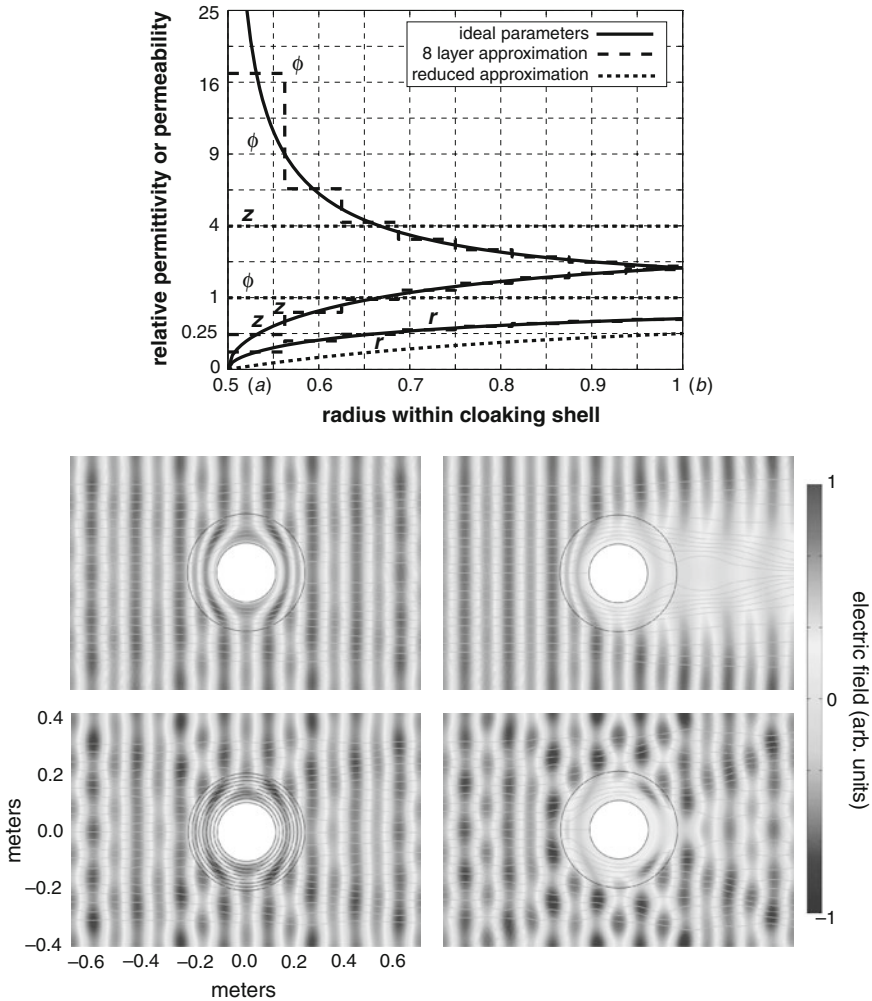 25
16
9
4
1
0.25
0
relative permittivity or permeability
ideal parameters
8 layer approximation
reduced approximation
ϕ
ϕ
z
ϕ
z
z
r
r
0.5 (a) 0.6 0.7 0.8 0.9 1 (b)
radius within cloaking shell
1
0
−1
electric field (arb. units)
0.4
0.2
0.0
−0.2
−0.4
meters
−0.6 −0.4 −0.2 0.0 0.2 0.4 0.6
meters